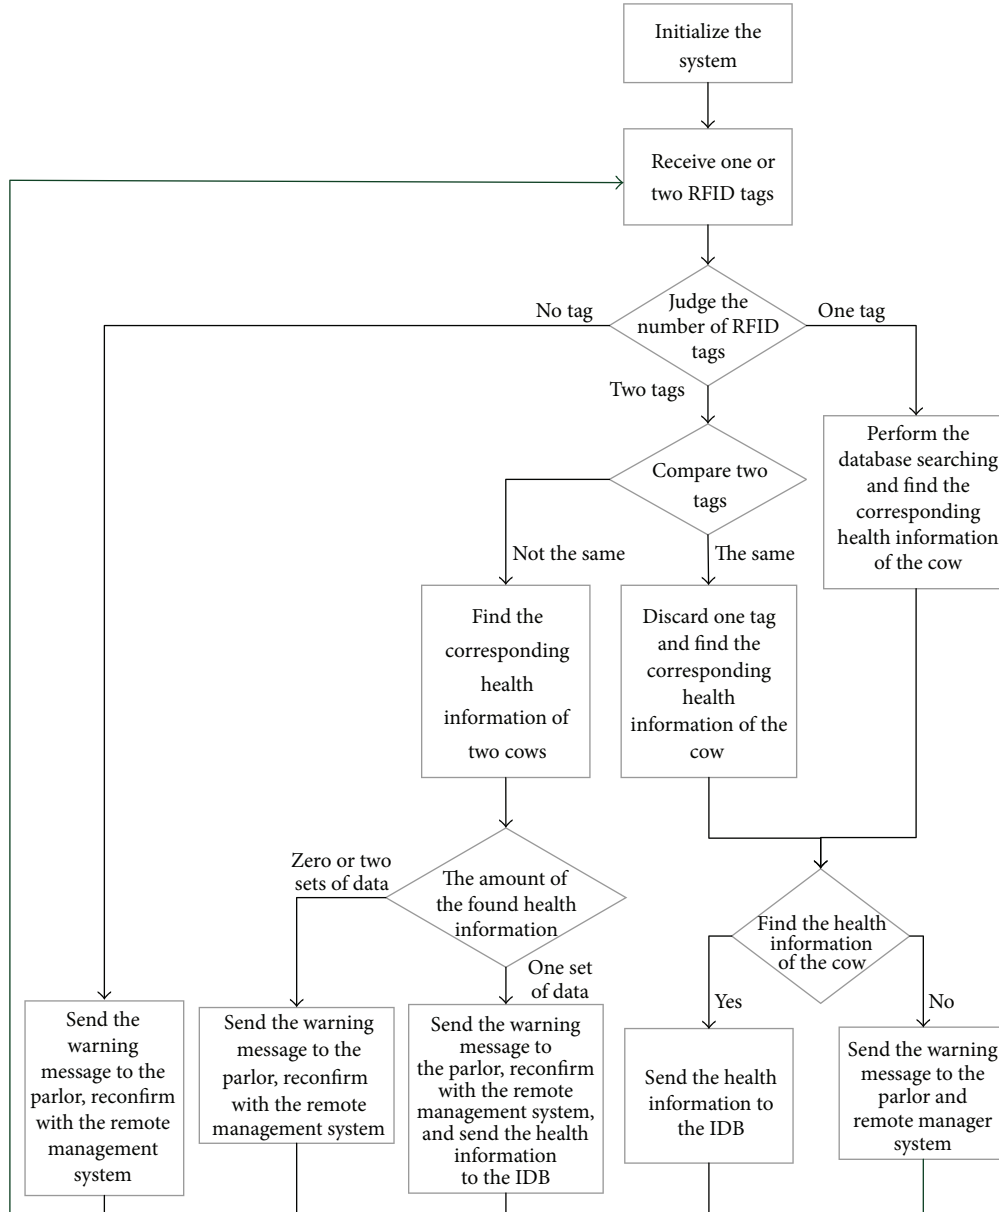 Initialize the
system
Receive one or
two RFID tags
Judge the
number of RFID
tags
No tag
One tag
Two tags
Compare two
tags
Perform the
database searching
and find the
corresponding
health information
of the cow
Not the same
The same
Find the
corresponding
health
information of
two cows
Discard one tag
and find the
corresponding
health
information of the
cow
Zero or two
sets of data
The amount of
the found health
information
Find the health
information
of the cow
One set
of data
Yes
No
Send the
warning
message to the
parlor, reconfirm
with the remote
management
system
Send the warning
message to the
parlor, reconfirm
with the remote
management system
Send the warning
message to
the parlor, reconfirm
with the remote
management system,
and send the health
information
to the IDB
Send the health
information to
the IDB
Send the warning
message to the
parlor and
remote manager
system